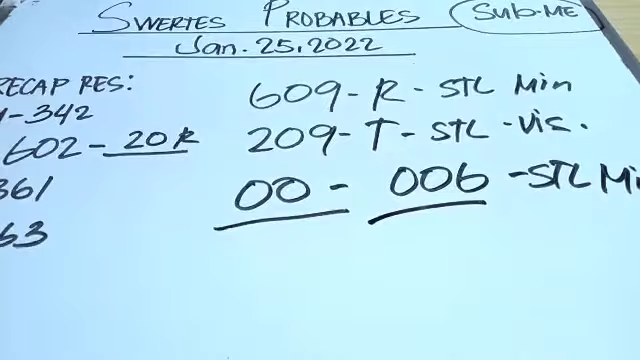 SWERTES PROBABLES
Sub-ME
Jan. 25, 2022
RECAP RES:
-342
602 - 20R
361
63
609 - R - STL Min
209 - T - STL - Vis.
00 - 006 - STL Mi